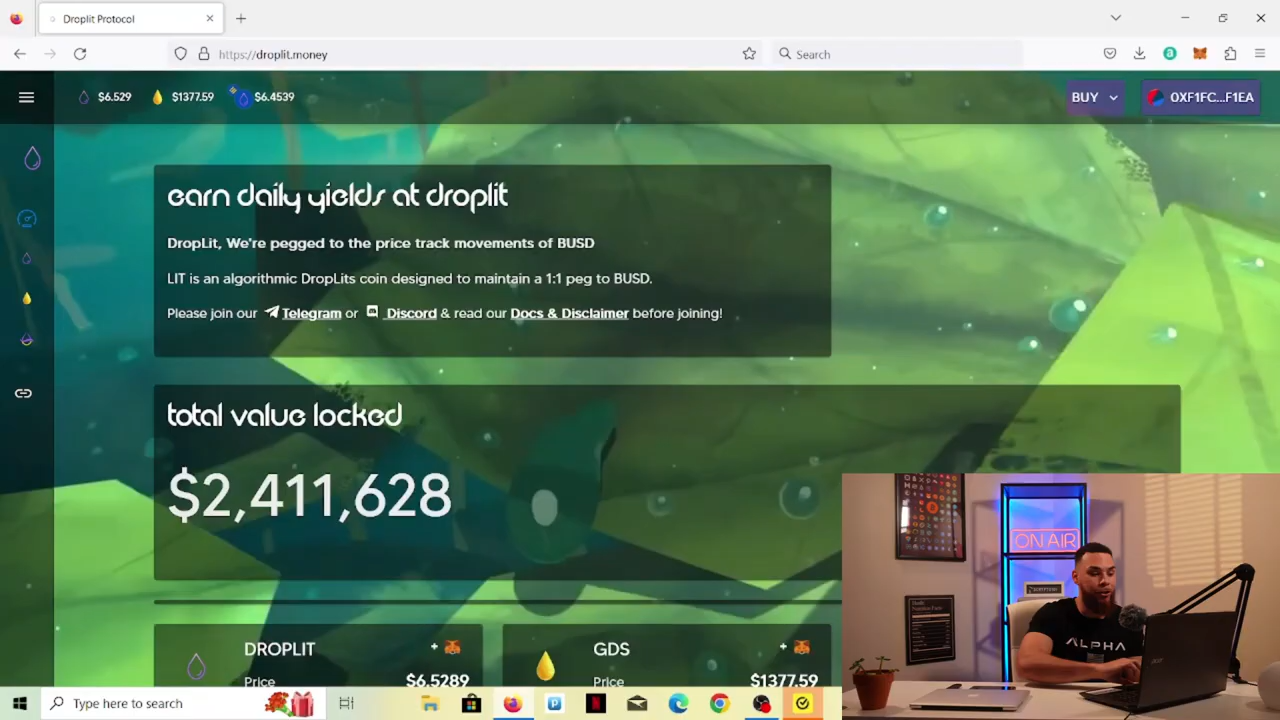 Droplit Protocol
https://droplit.money
Search
$6.529
$1377.59
$6.4539
BUY
0XF1FC...F1EA
earn daily yields at droplit
DropLit, We're pegged to the price track movements of BUSD
LIT is an algorithmic DropLits coin designed to maintain a 1:1 peg to BUSD.
Please join our Telegram or Discord & read our Docs & Disclaimer before joining!
total value locked
$2,411,628
DROPLIT
+
Price
$6.5289
GDS
+
Price
$1377.59
ON AIR
ALPHA
acer
Type here to search